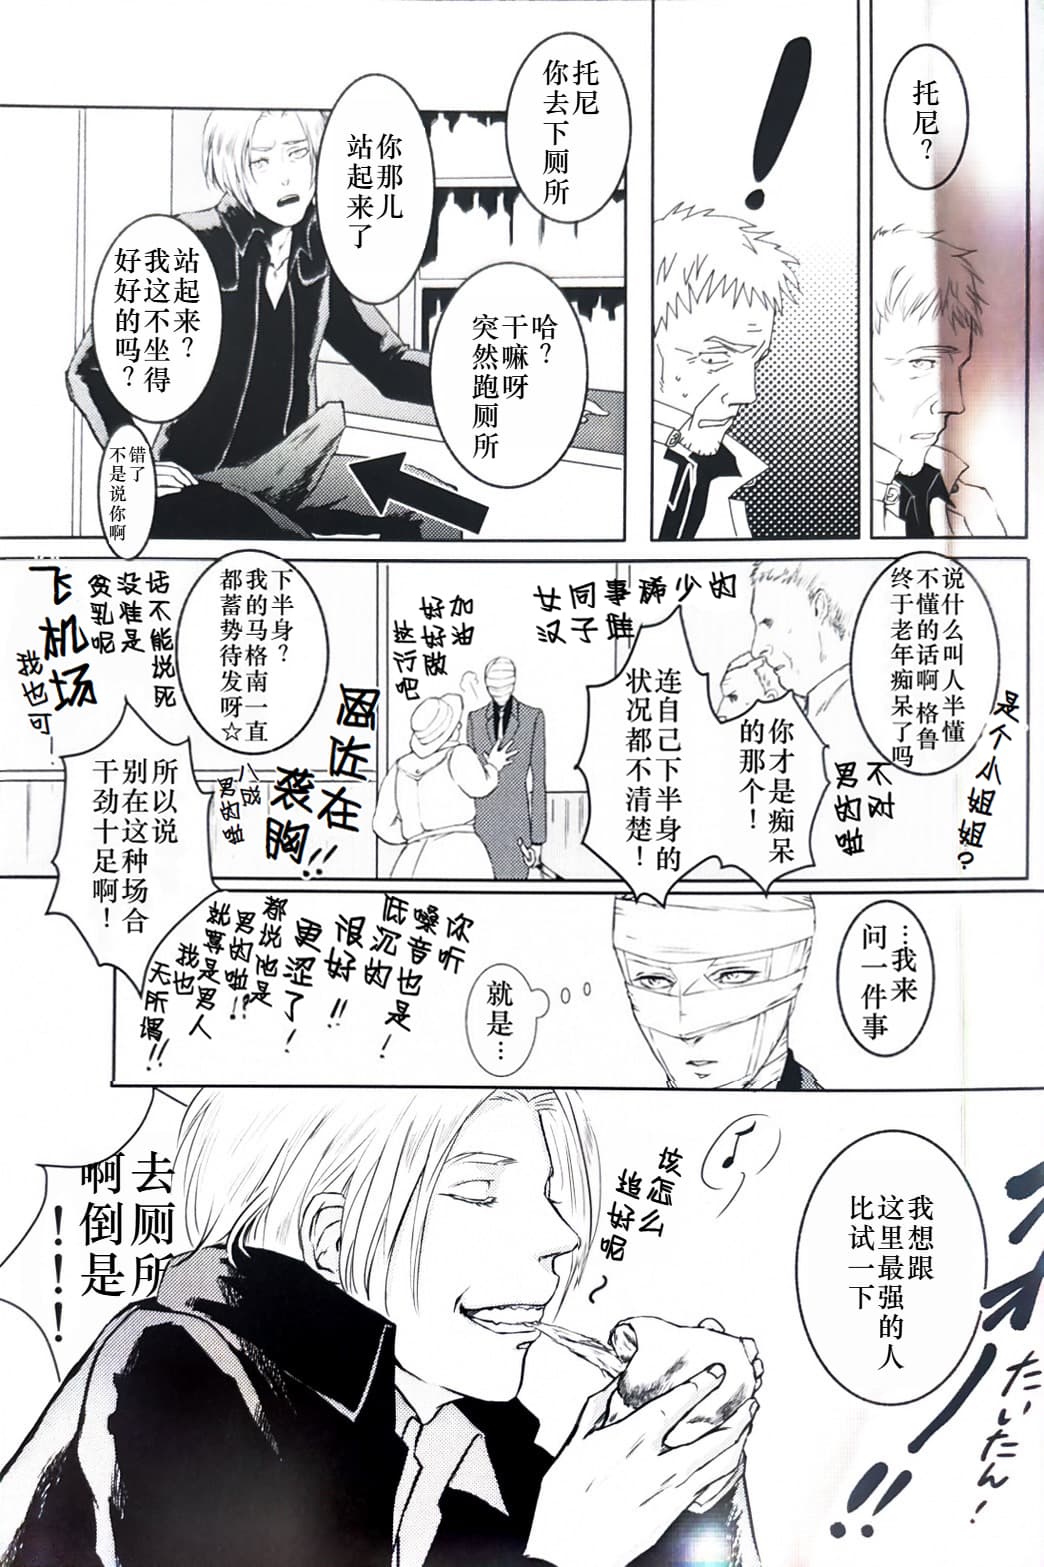 托尼？
托尼
你去下厕所
你那儿
站起来了
哈？
干嘛呀
突然跑厕所
站起来？
我这不坐得
好好的吗？
错了
不是说你啊
说什么叫人半懂
不懂的话啊 格鲁
终于老年痴呆了吗
是个小姐姐？
不对
男的啦
你才是痴呆
的那个！
连自己下半身的
状况都不清楚！
女同事稀少的
汉子群
加油
好好
下半身？
我的马格南一直
都蓄势待发呀☆
因佐在
袭胸!!
男的啦
话不能说死
没准是
贫乳呢
飞机场
我也可
所以说
别在这种场合
干劲十足啊！
…我来
问一件事
就是…
你听
嗓音也是
低沉的
很好!!
更涩了！
都说他是
男的啦!?
就算是男人
我也
无所谓!!
我想跟
这里最强的人
比试一下
オオーー!!
たいたん！
该怎么
追好
呢～
去厕所
啊倒是
！！！！